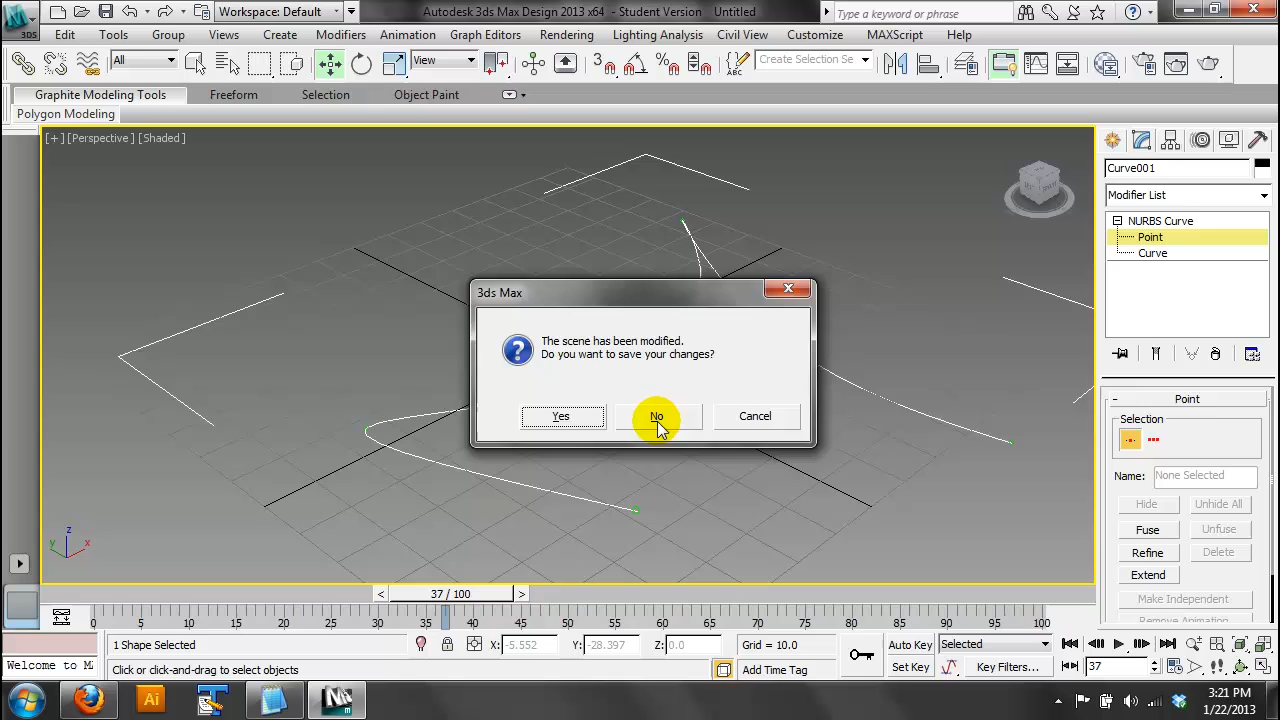 Workspace: Default
Autodesk 3ds Max Design 2013 x64 - Student Version Untitled
Type a keyword or phrase
3DS
Edit Tools Group Views Create Modifiers Animation Graph Editors Rendering Lighting Analysis Civil View Customize MAXScript Help
All
View
3
%
ABC
Create Selection Se
Graphite Modeling Tools Freeform Selection Object Paint
Polygon Modeling
[+] [Perspective] [Shaded]
Curve001
Modifier List
NURBS Curve
Point
Curve
3ds Max
The scene has been modified.
Do you want to save your changes?
Yes No Cancel
- Point
Selection
Name: None Selected
Hide Unhide All
Fuse Unfuse
Refine Delete
Extend
Make Independent
Remove Animation
z
y x
< 37 / 100 >
0 5 10 15 20 25 30 35 40 45 50 55 60 65 70 75 80 85 90 95 100
1 Shape Selected X: -5.552 Y: -28.397 Z: 0.0 Grid = 10.0 Auto Key Selected
Welcome to M Click or click-and-drag to select objects Add Time Tag Set Key Key Filters... 37
Ai
3:21 PM
1/22/2013